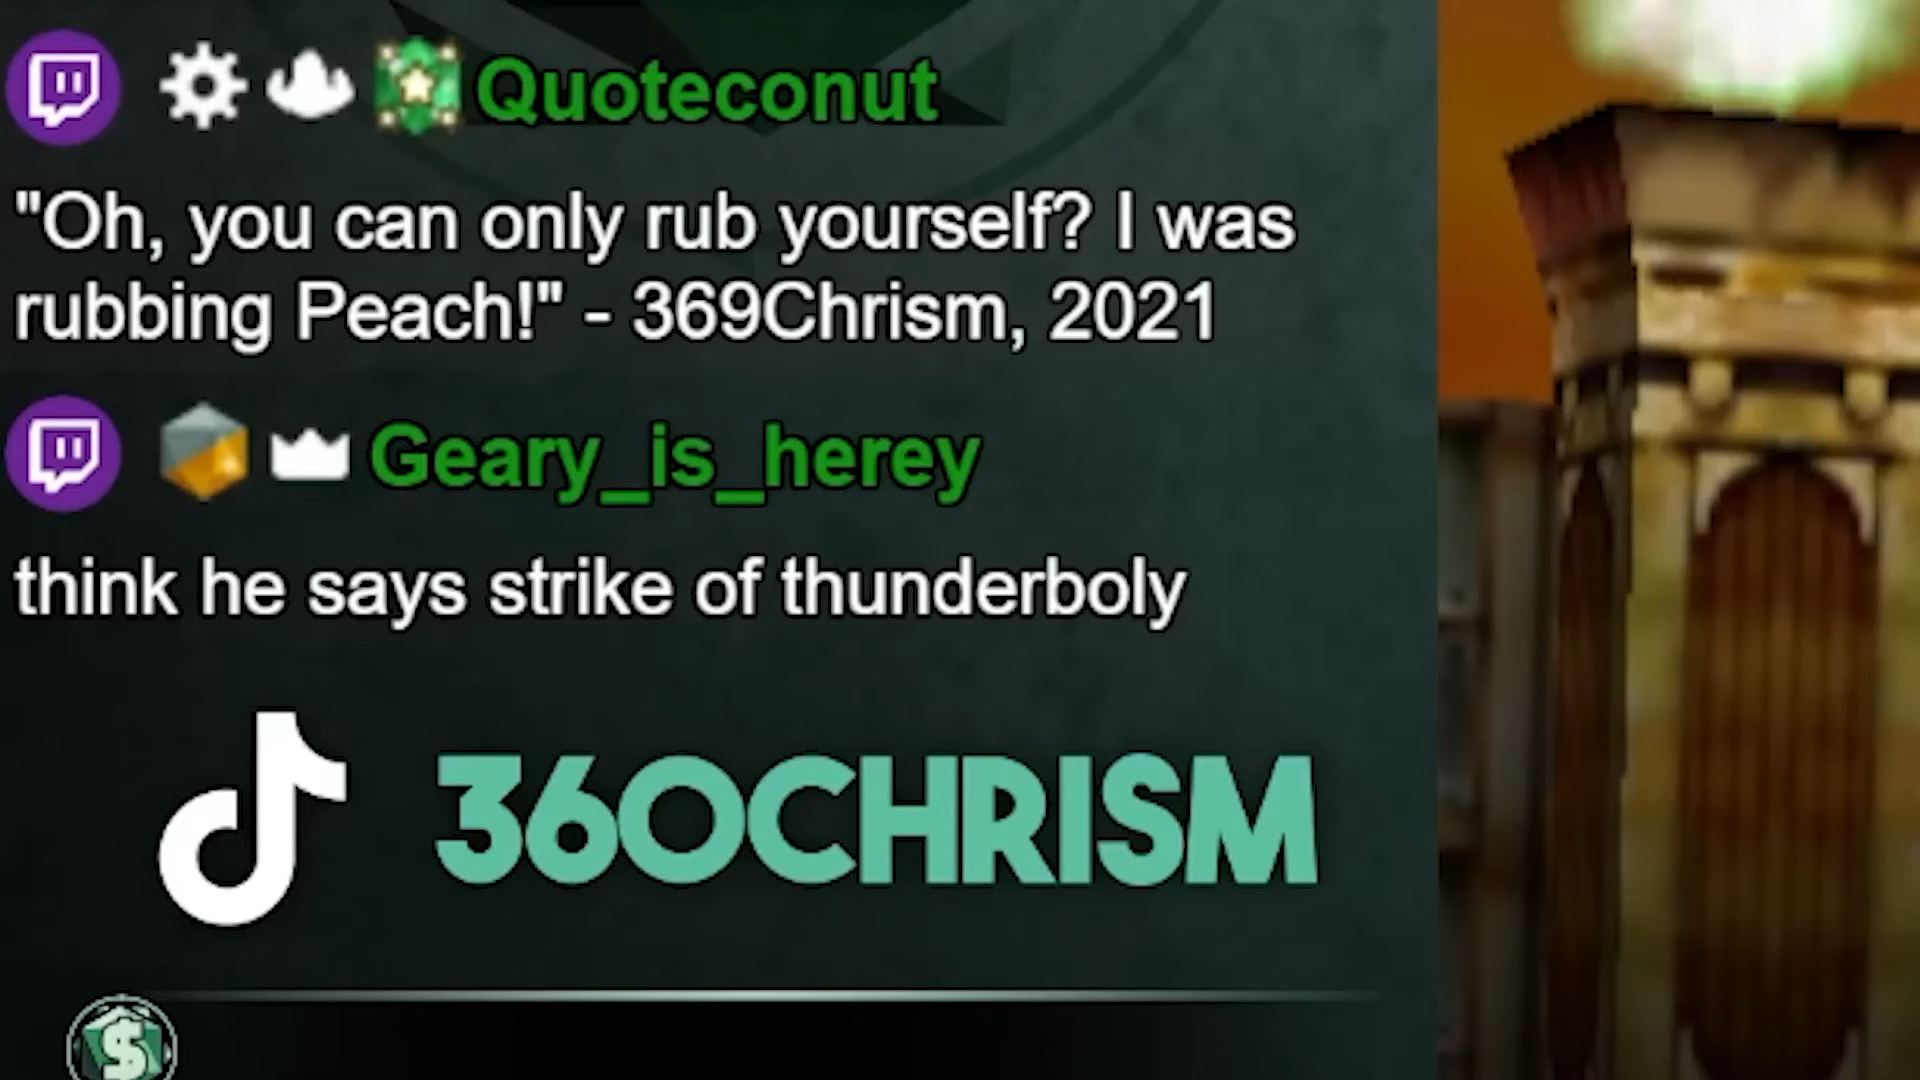 Quoteconut
"Oh, you can only rub yourself? I was
rubbing Peach!" - 369Chrism, 2021
Geary_is_herey
think he says strike of thunderboly
360CHRISM
$